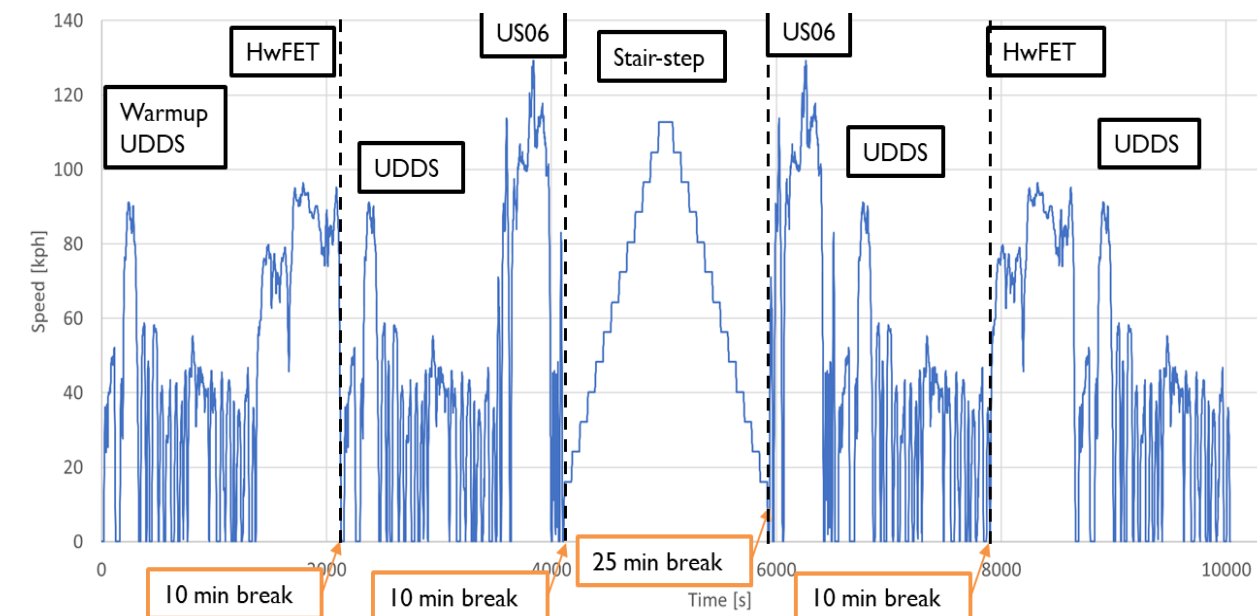 140
120
100
80
60
40
20
0
Speed [kph]
Warmup
UDDS
HwFET
UDDS
US06
Stair-step
US06
UDDS
HwFET
UDDS
0
2000
4000
6000
8000
10000
Time [s]
10 min break
10 min break
25 min break
10 min break